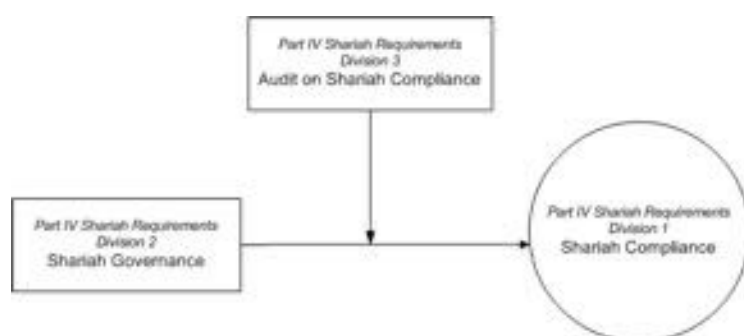 Part IV Shariah Requirements
Division 3
Audit on Shariah Compliance
Part IV Shariah Requirements
Division 2
Shariah Governance
Part IV Shariah Requirements
Division 1
Shariah Compliance